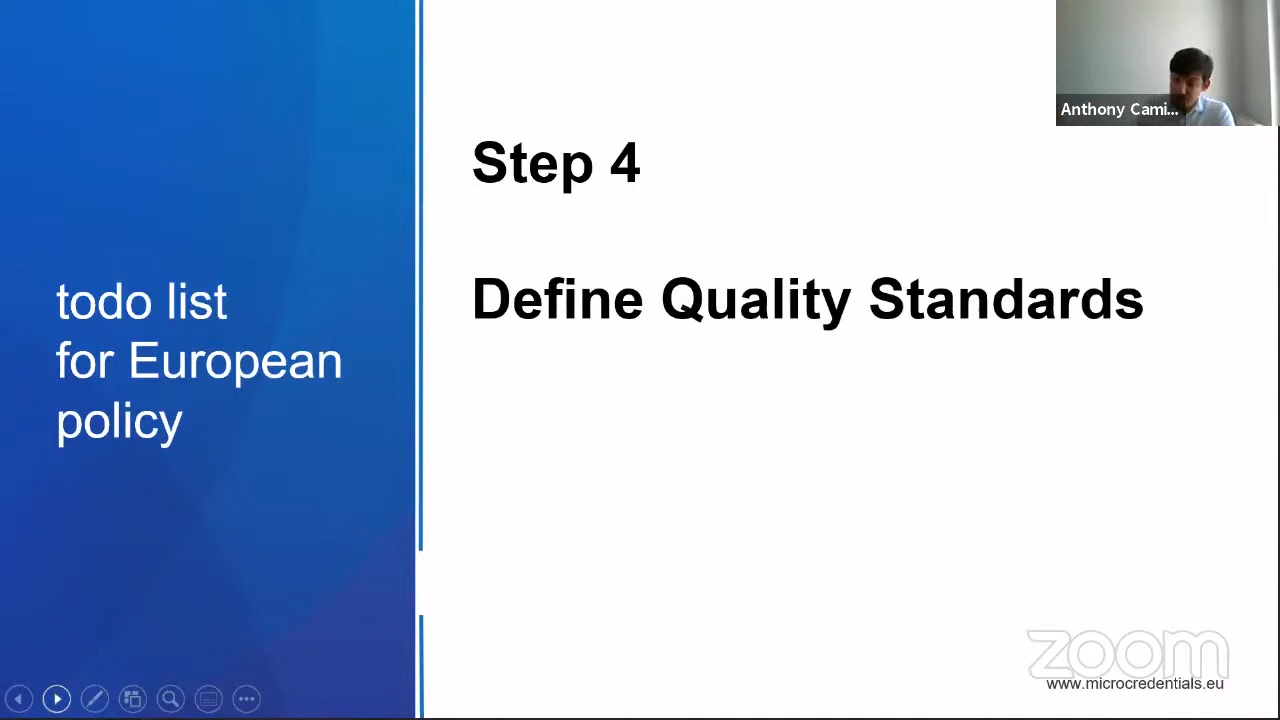 Anthony Cami...
Step 4
Define Quality Standards
todo list
for European
policy
zoom
www.microcredentials.eu